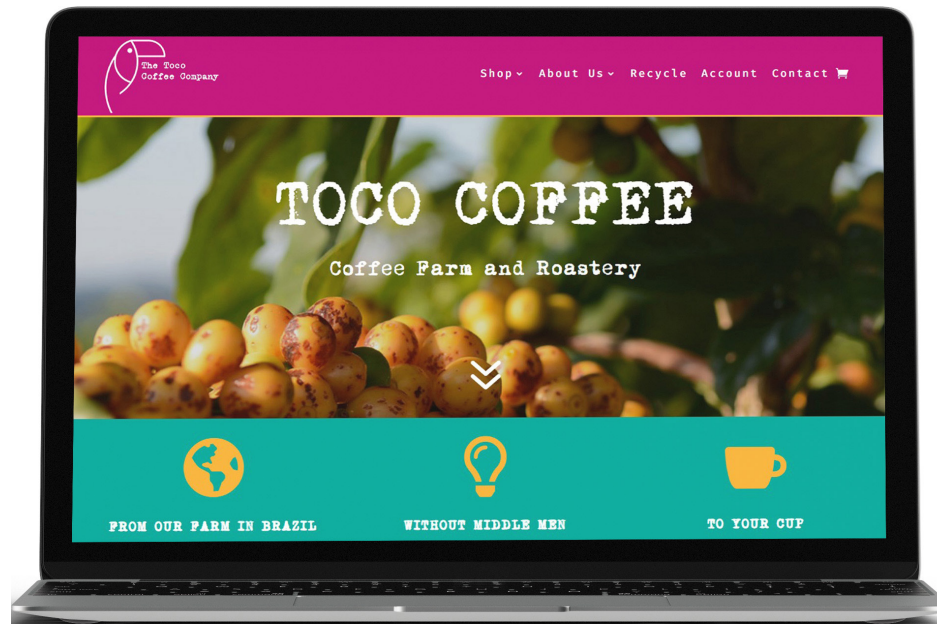 The Toco
Coffee Company
Shop About Us Recycle Account Contact
TOCO COFFEE
Coffee Farm and Roastery
FROM OUR FARM IN BRAZIL
WITHOUT MIDDLE MEN
TO YOUR CUP